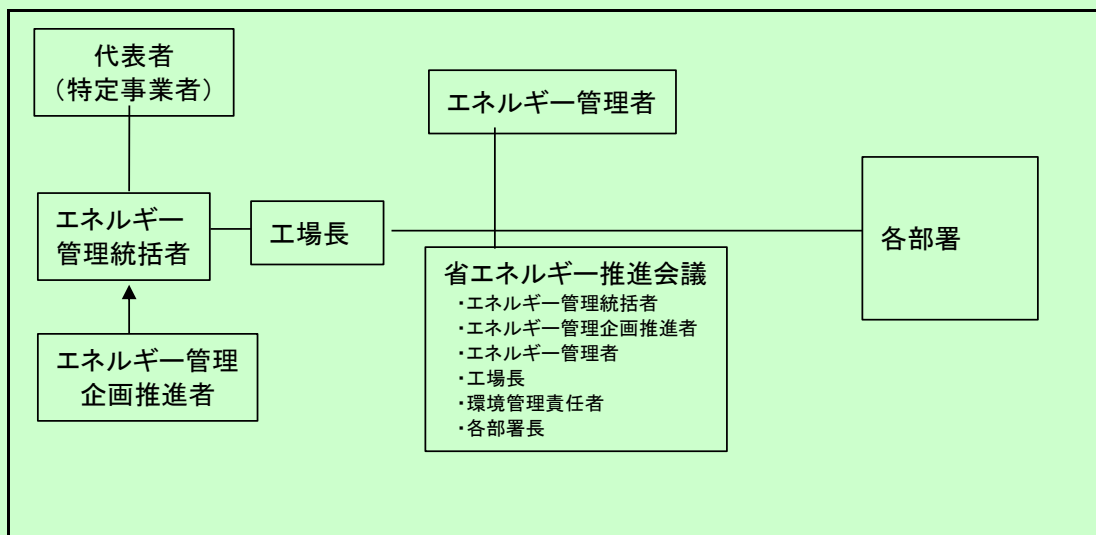 代表者
（特定事業者）
エネルギー管理者
エネルギー
管理統括者
工場長
各部署
省エネルギー推進会議
・エネルギー管理統括者
・エネルギー管理企画推進者
・エネルギー管理者
・工場長
・環境管理責任者
・各部署長
エネルギー管理
企画推進者